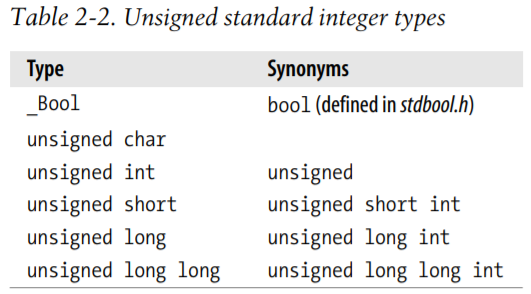 Table 2-2. Unsigned standard integer types
Type Synonyms
_Bool bool (defined in stdbool.h)
unsigned char
unsigned int unsigned
unsigned short unsigned short int
unsigned long unsigned long int
unsigned long long unsigned long long int